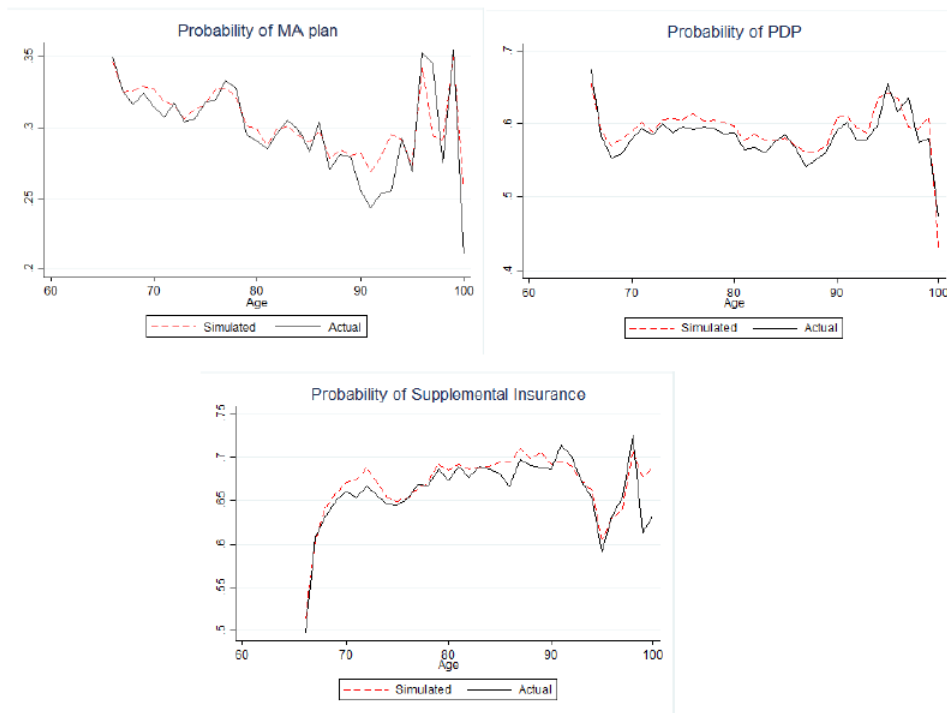 Probability of MA plan
.35
.3
.25
.2
60 70 80 90 100
Age
Simulated Actual
Probability of PDP
.7
.6
.5
.4
60 70 80 90 100
Age
Simulated Actual
Probability of Supplemental Insurance
.75
.7
.65
.6
.55
.5
60 70 80 90 100
Age
Simulated Actual